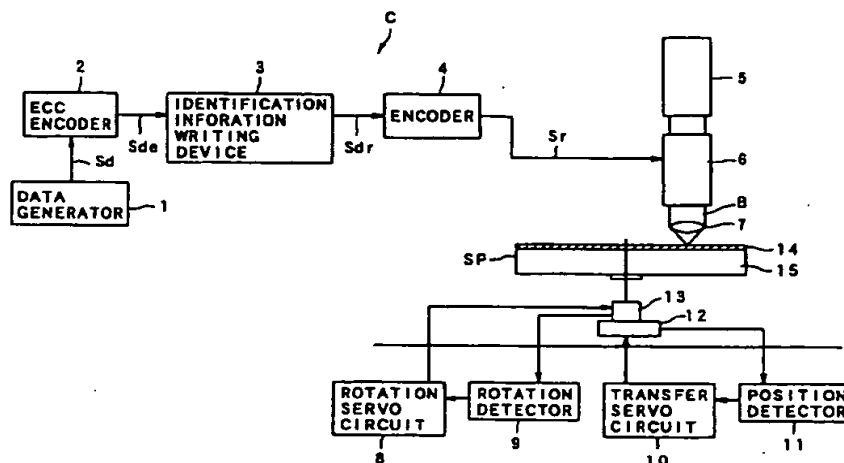 C
2
3
4
5
ECC
ENCODER
IDENTIFICATION
INFORATION
WRITING
DEVICE
ENCODER
Sde
Sdr
Sr
6
Sd
B
7
DATA
GENERATOR
1
14
SP
15
13
12
ROTATION
SERVO
CIRCUIT
ROTATION
DETECTOR
TRANSFER
SERVO
CIRCUIT
POSITION
DETECTOR
8
9
10
11